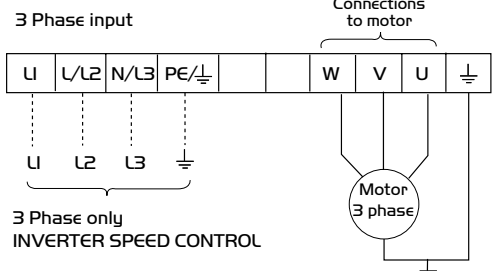 Connections
to motor
3 Phase input
L1 L/L2 N/L3 PE/⏚ W V U ⏚
L1 L2 L3 ⏚
Motor
3 phase
3 Phase only
INVERTER SPEED CONTROL